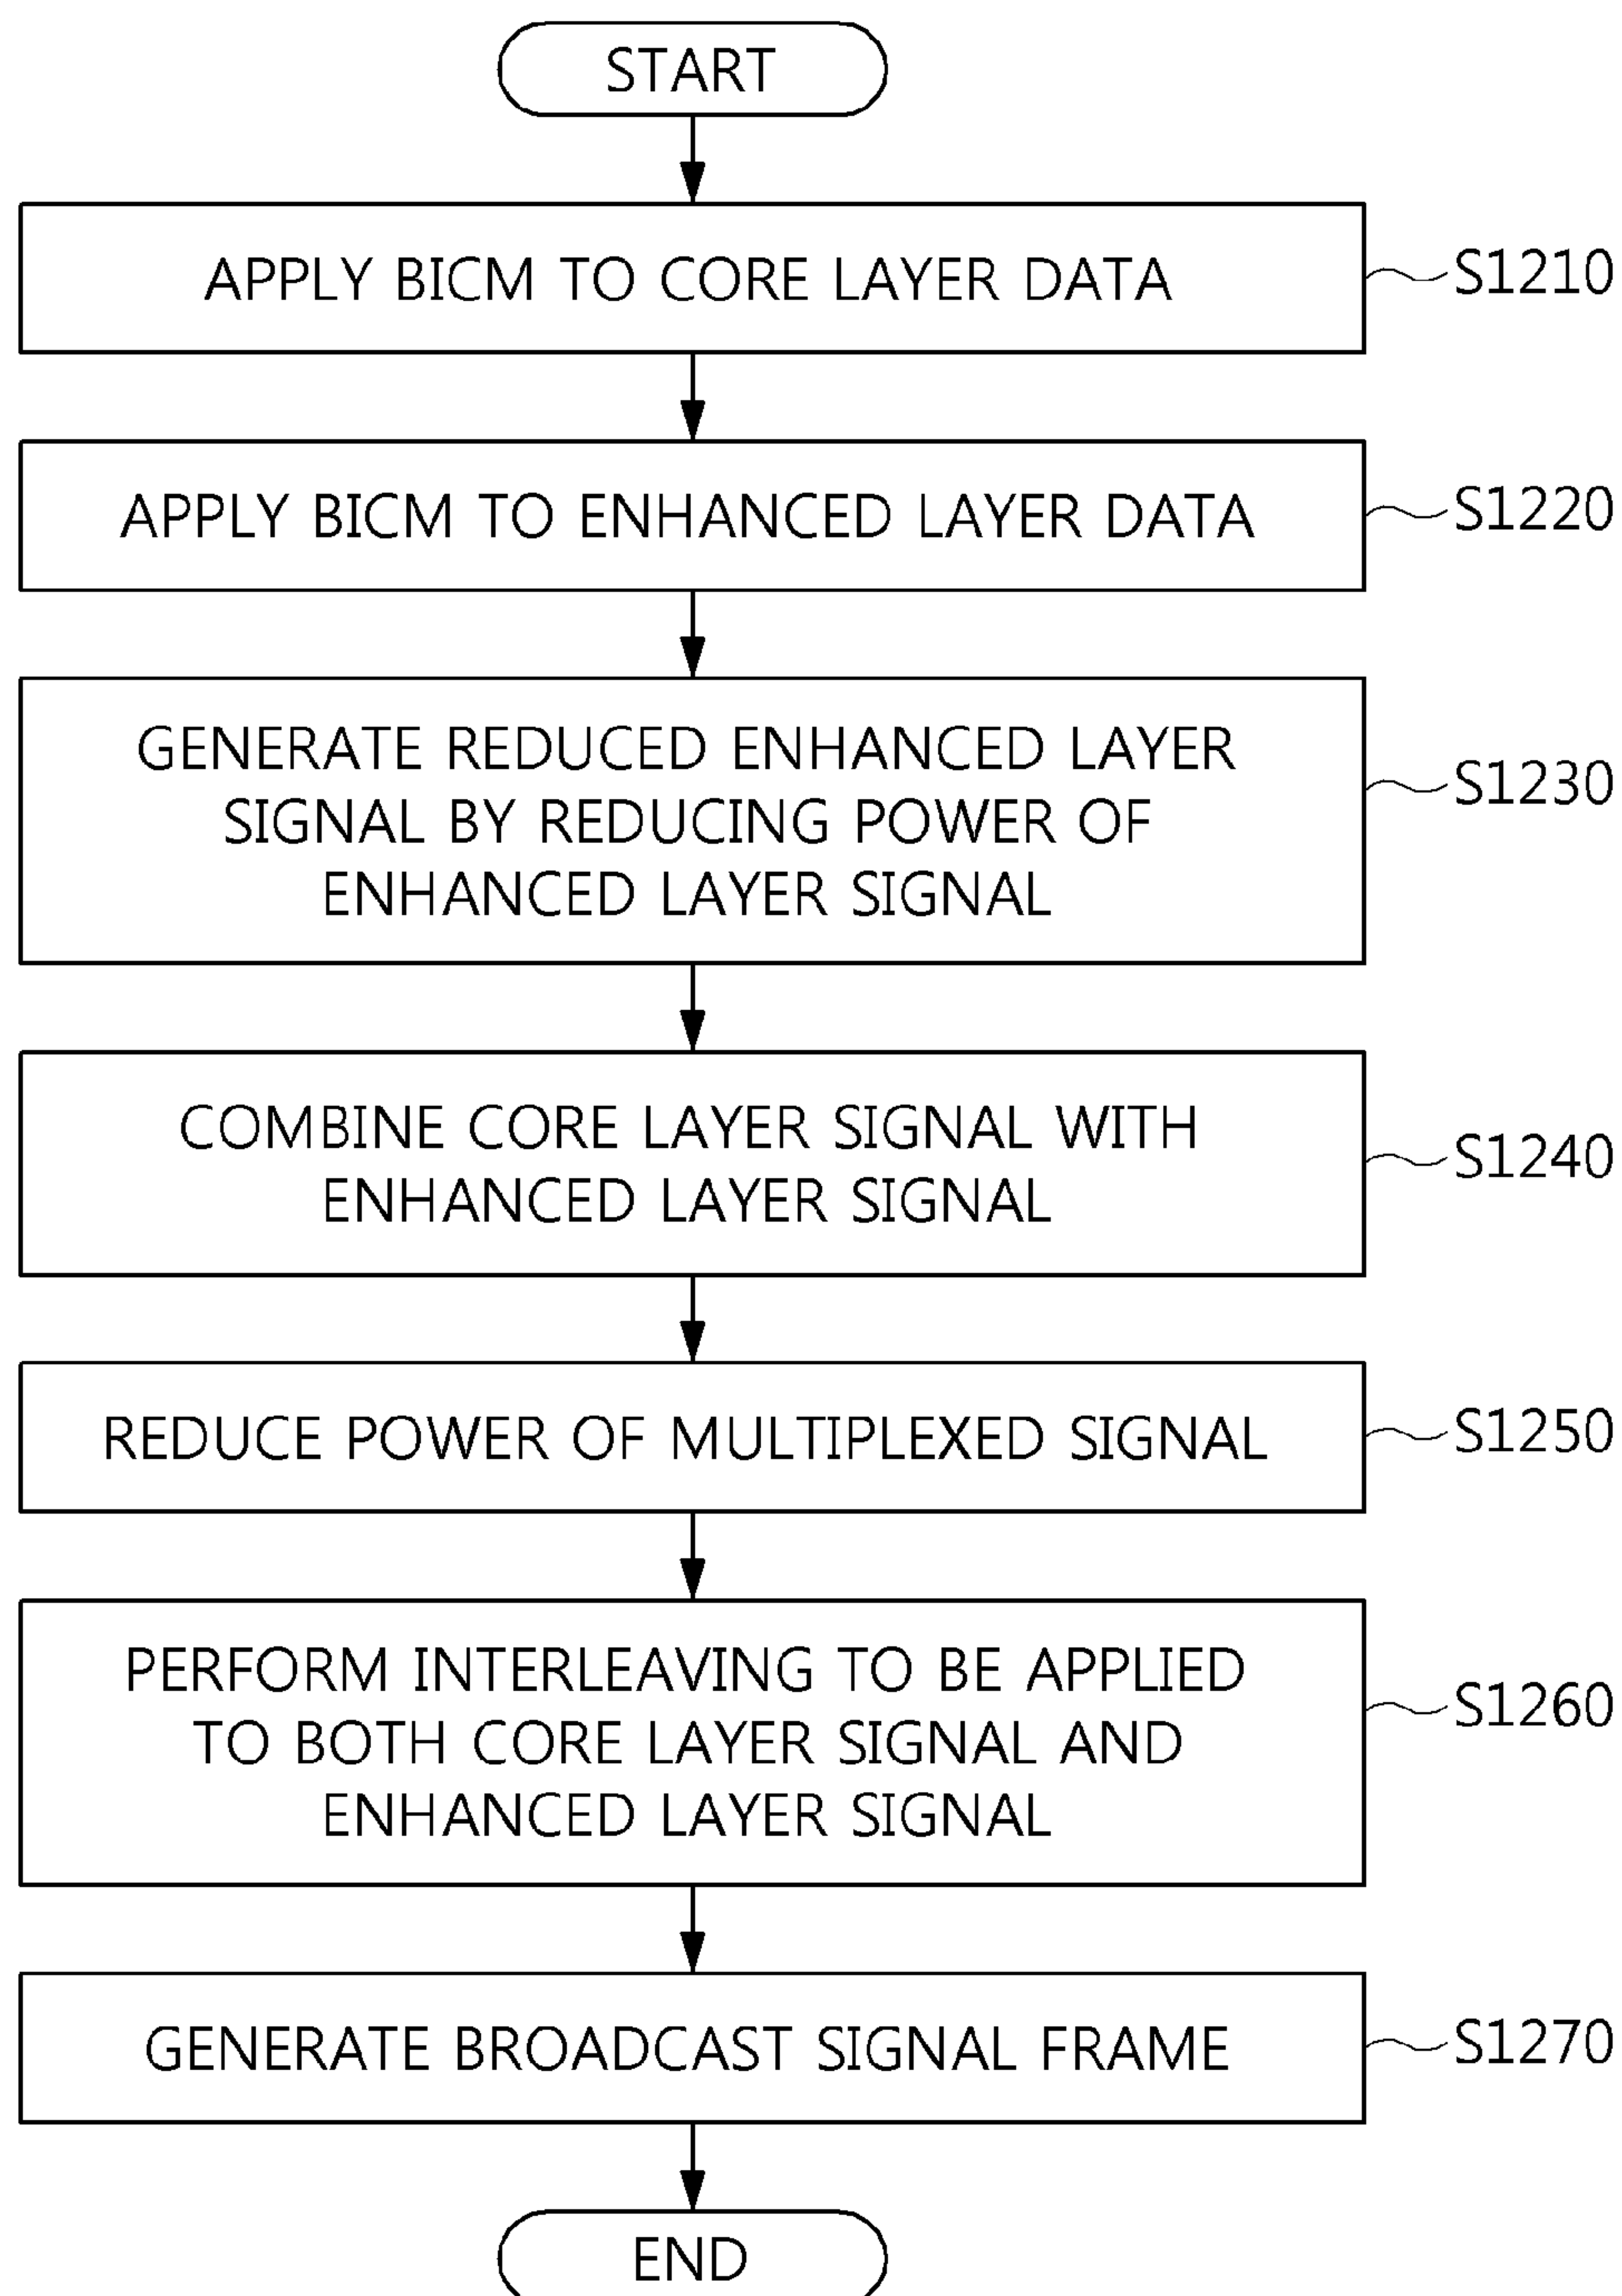 START
APPLY BICM TO CORE LAYER DATA
S1210
APPLY BICM TO ENHANCED LAYER DATA
S1220
GENERATE REDUCED ENHANCED LAYER
SIGNAL BY REDUCING POWER OF
ENHANCED LAYER SIGNAL
S1230
COMBINE CORE LAYER SIGNAL WITH
ENHANCED LAYER SIGNAL
S1240
REDUCE POWER OF MULTIPLEXED SIGNAL
S1250
PERFORM INTERLEAVING TO BE APPLIED
TO BOTH CORE LAYER SIGNAL AND
ENHANCED LAYER SIGNAL
S1260
GENERATE BROADCAST SIGNAL FRAME
S1270
END